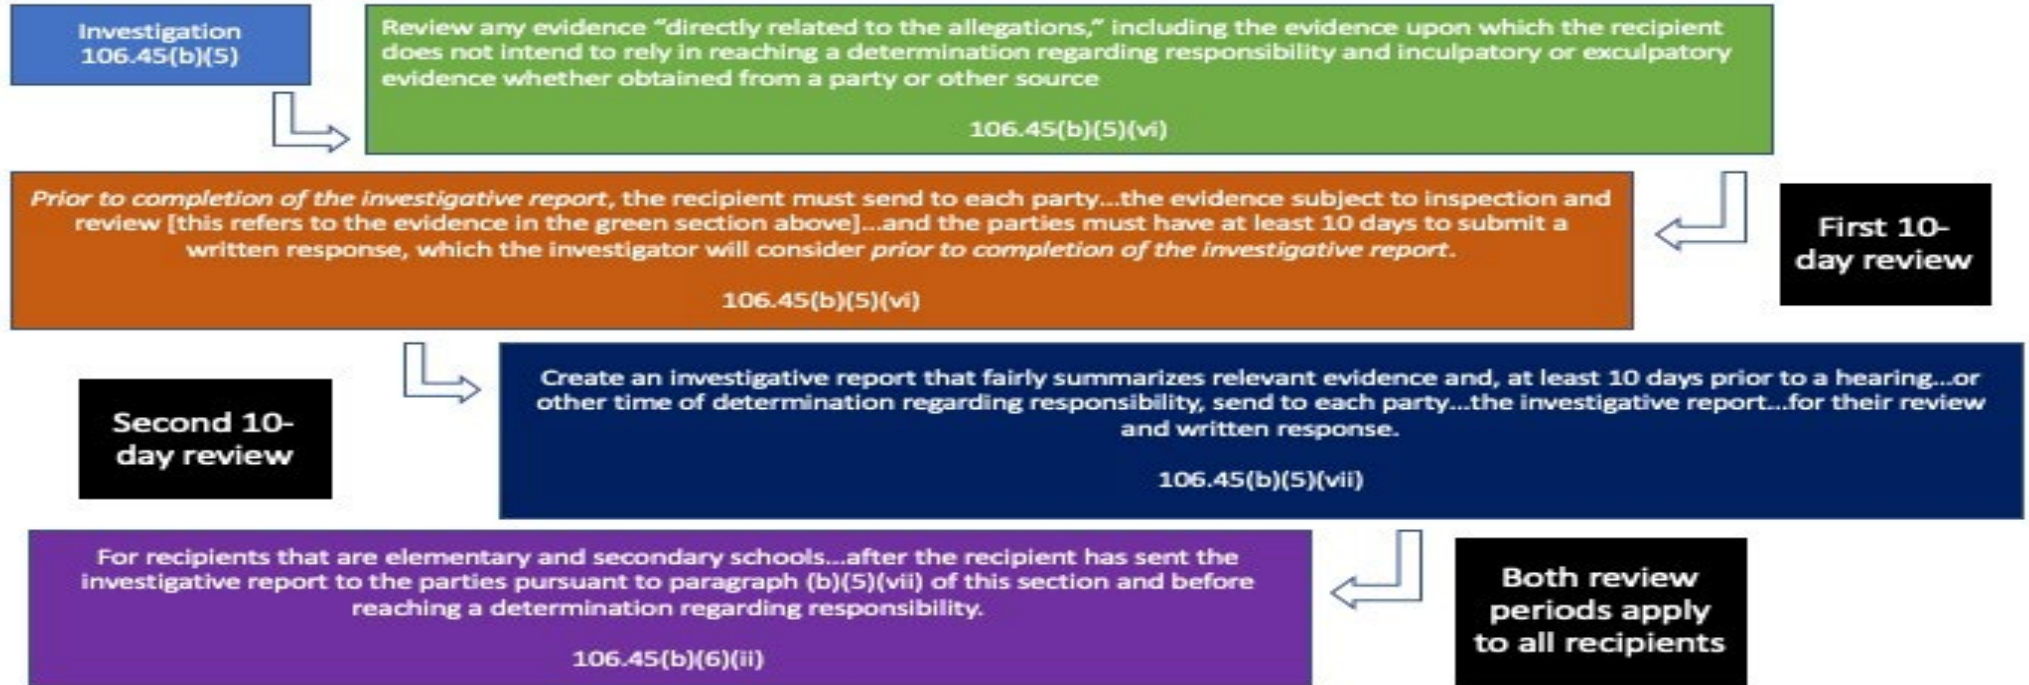 Investigation
106.45(b)(5)
Review any evidence “directly related to the allegations,” including the evidence upon which the recipient
does not intend to rely in reaching a determination regarding responsibility and inculpatory or exculpatory
evidence whether obtained from a party or other source
106.45(b)(5)(vi)
Prior to completion of the investigative report, the recipient must send to each party...the evidence subject to inspection and
review [this refers to the evidence in the green section above]...and the parties must have at least 10 days to submit a
written response, which the investigator will consider prior to completion of the investigative report.
106.45(b)(5)(vi)
First 10-
day review
Second 10-
day review
Create an investigative report that fairly summarizes relevant evidence and, at least 10 days prior to a hearing...or
other time of determination regarding responsibility, send to each party...the investigative report...for their review
and written response.
106.45(b)(5)(vii)
For recipients that are elementary and secondary schools...after the recipient has sent the
investigative report to the parties pursuant to paragraph (b)(5)(vii) of this section and before
reaching a determination regarding responsibility.
106.45(b)(6)(ii)
Both review
periods apply
to all recipients